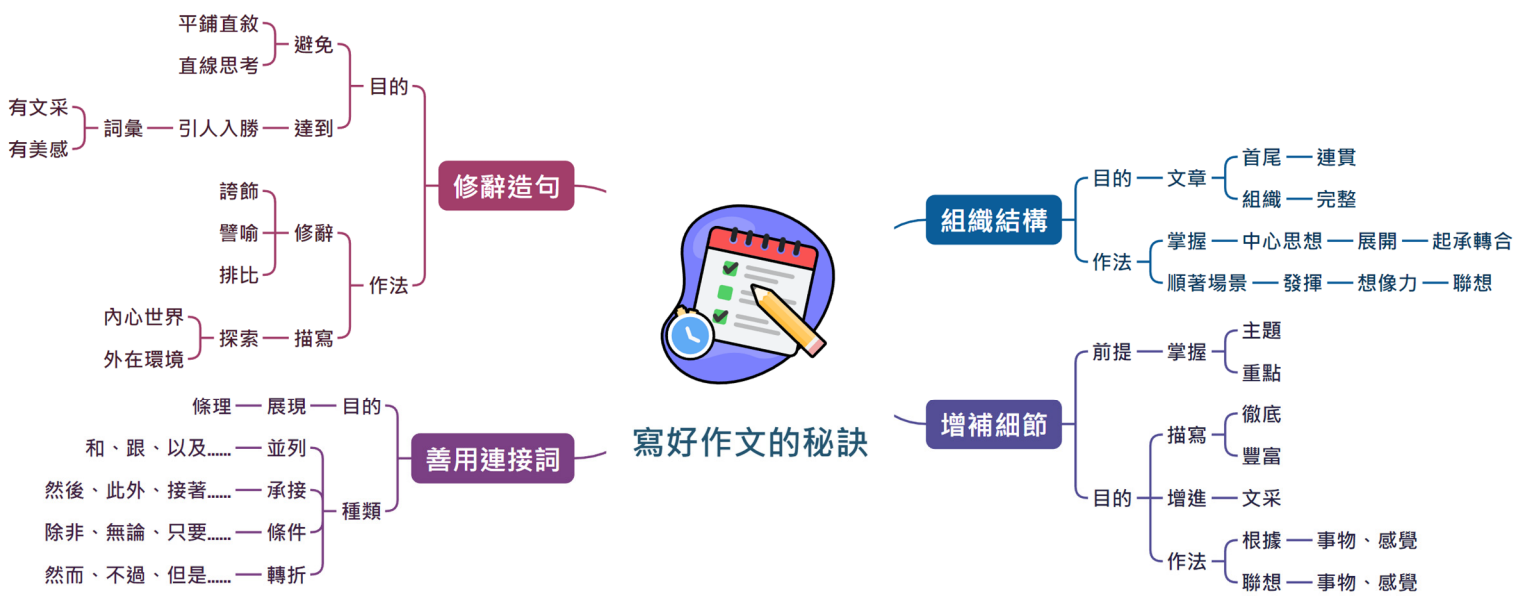 寫好作文的秘訣
組織結構
目的
文章
首尾
連貫
組織
完整
作法
掌握
中心思想
展開
起承轉合
順著場景
發揮
想像力
聯想
增補細節
前提
掌握
主題
重點
目的
描寫
徹底
豐富
增進
文采
作法
根據
事物、感覺
聯想
事物、感覺
修辭造句
目的
避免
平鋪直敘
直線思考
達到
引人入勝
詞彙
有文采
有美感
作法
修辭
誇飾
譬喻
排比
描寫
探索
內心世界
外在環境
善用連接詞
目的
展現
條理
種類
並列
和、跟、以及......
承接
然後、此外、接著......
條件
除非、無論、只要......
轉折
然而、不過、但是......